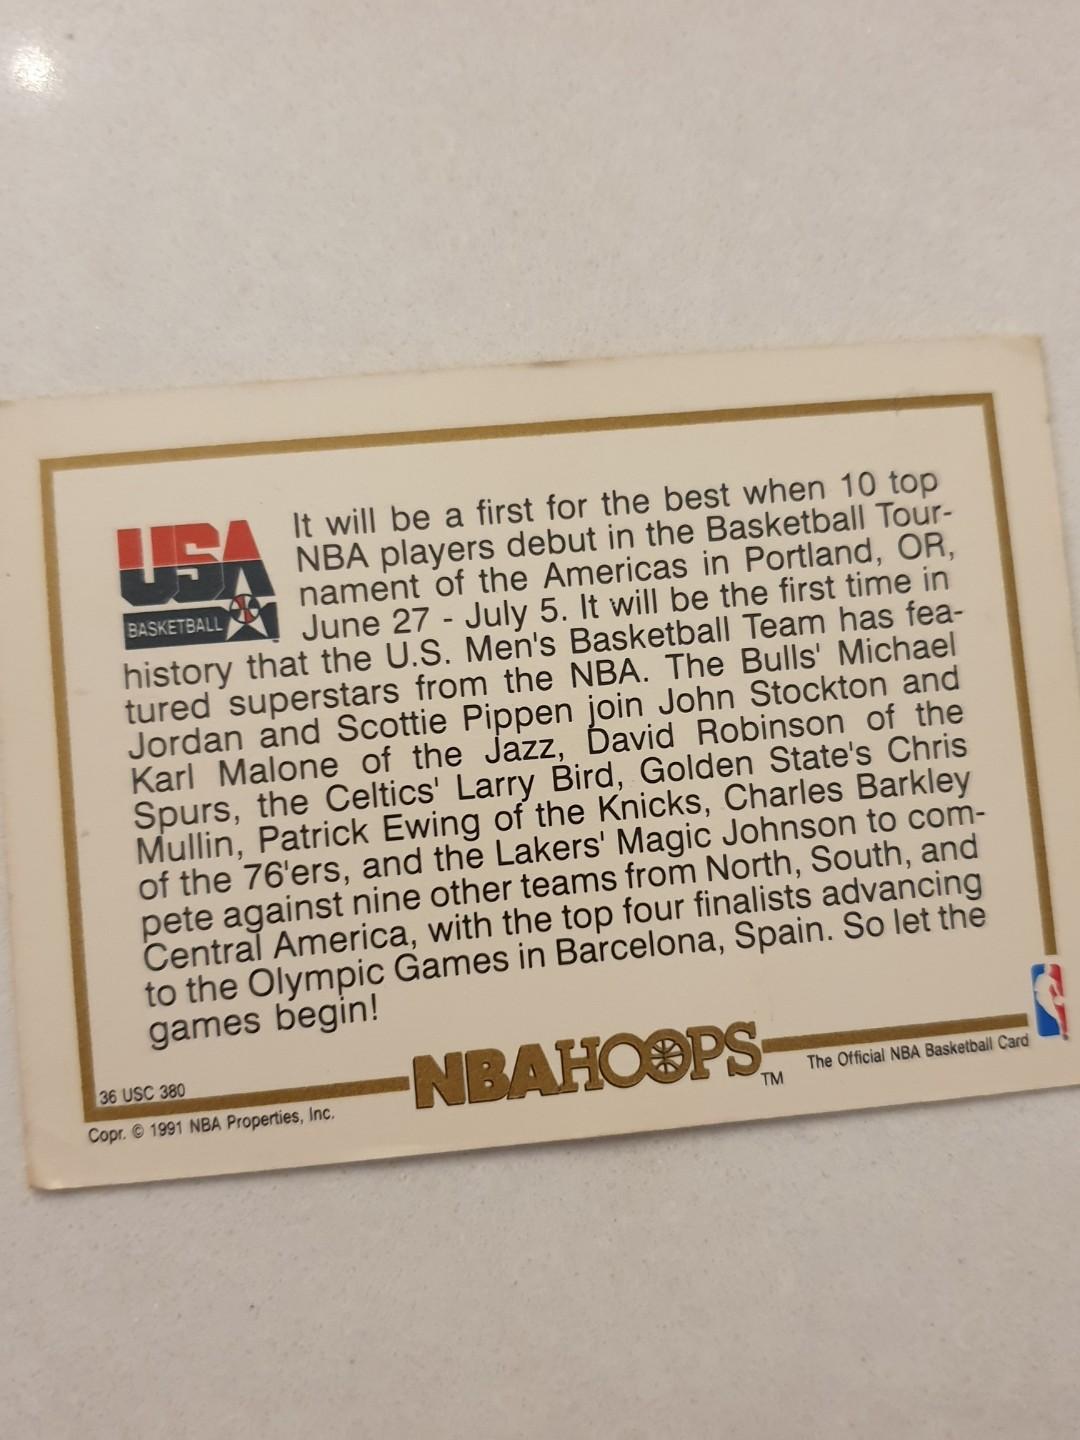 USA
BASKETBALL
It will be a first for the best when 10 top
NBA players debut in the Basketball Tour-
nament of the Americas in Portland, OR,
June 27 - July 5. It will be the first time in
history that the U.S. Men's Basketball Team has fea-
tured superstars from the NBA. The Bulls' Michael
Jordan and Scottie Pippen join John Stockton and
Karl Malone of the Jazz, David Robinson of the
Spurs, the Celtics' Larry Bird, Golden State's Chris
Mullin, Patrick Ewing of the Knicks, Charles Barkley
of the 76'ers, and the Lakers' Magic Johnson to com-
pete against nine other teams from North, South, and
Central America, with the top four finalists advancing
to the Olympic Games in Barcelona, Spain. So let the
games begin!
36 USC 380
NBA HOOPS TM
The Official NBA Basketball Card
Copr. © 1991 NBA Properties, Inc.